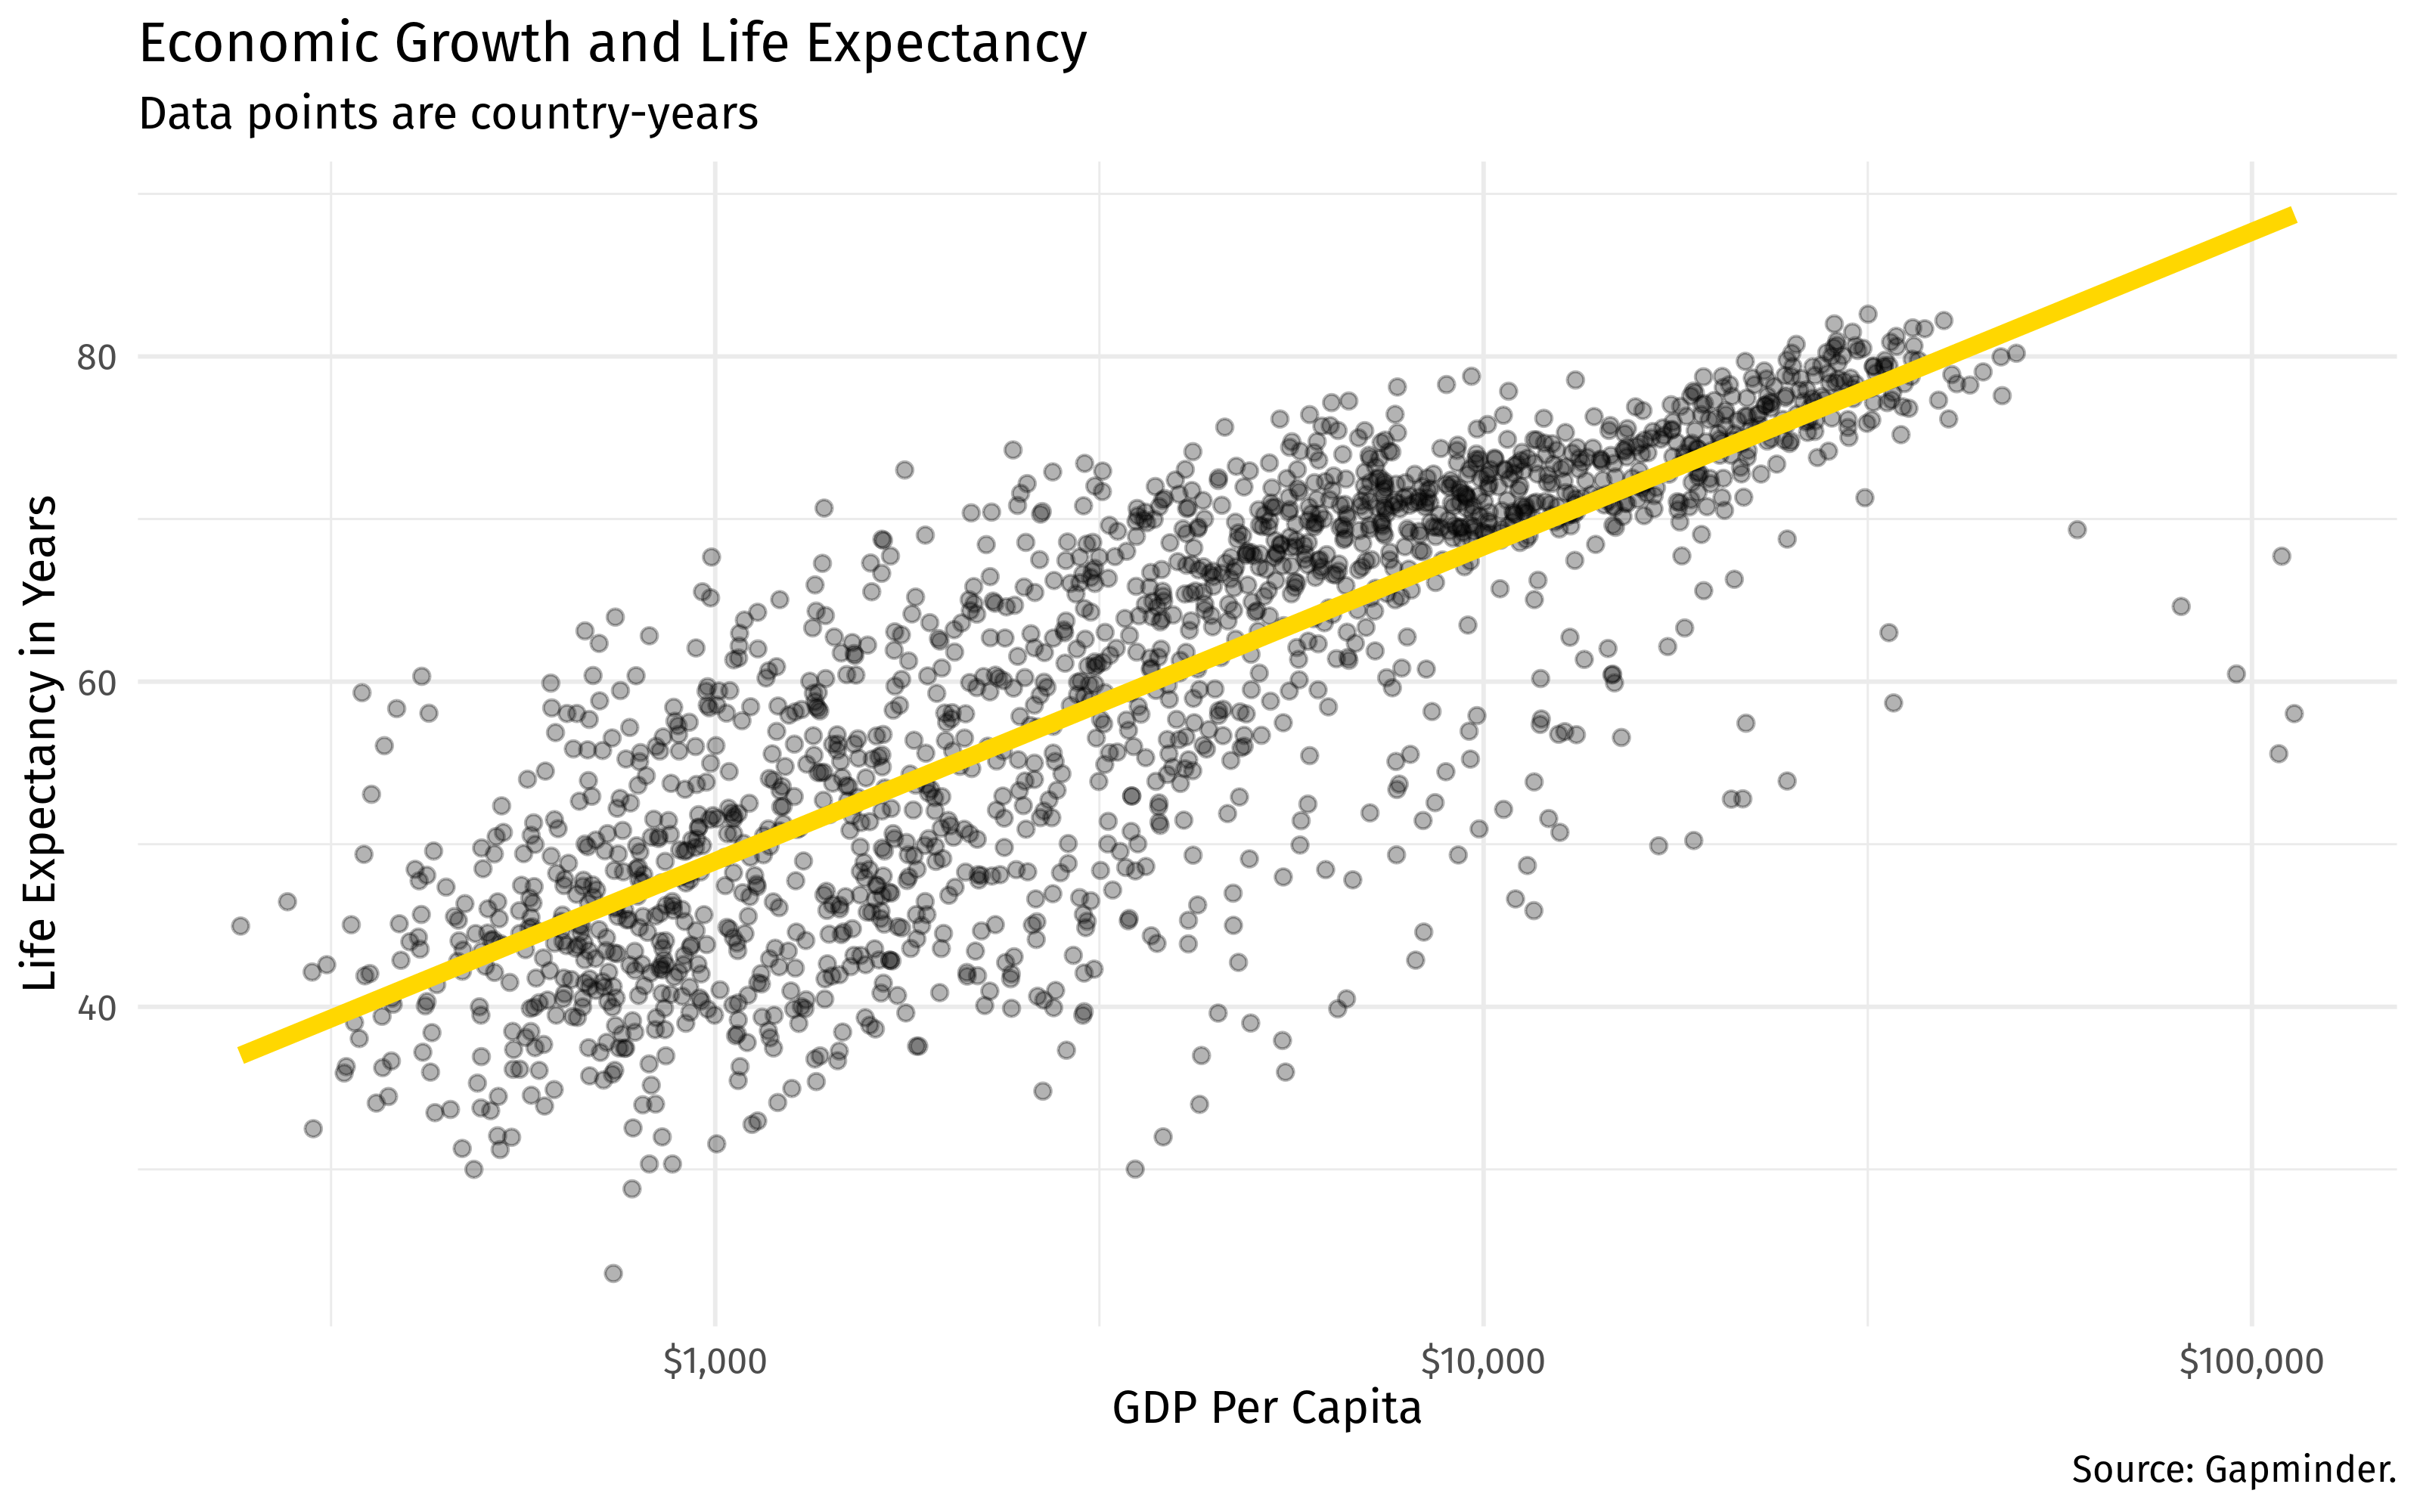 Economic Growth and Life Expectancy
Data points are country-years
Life Expectancy in Years
80
60
40
$1,000
$10,000
$100,000
GDP Per Capita
Source: Gapminder.